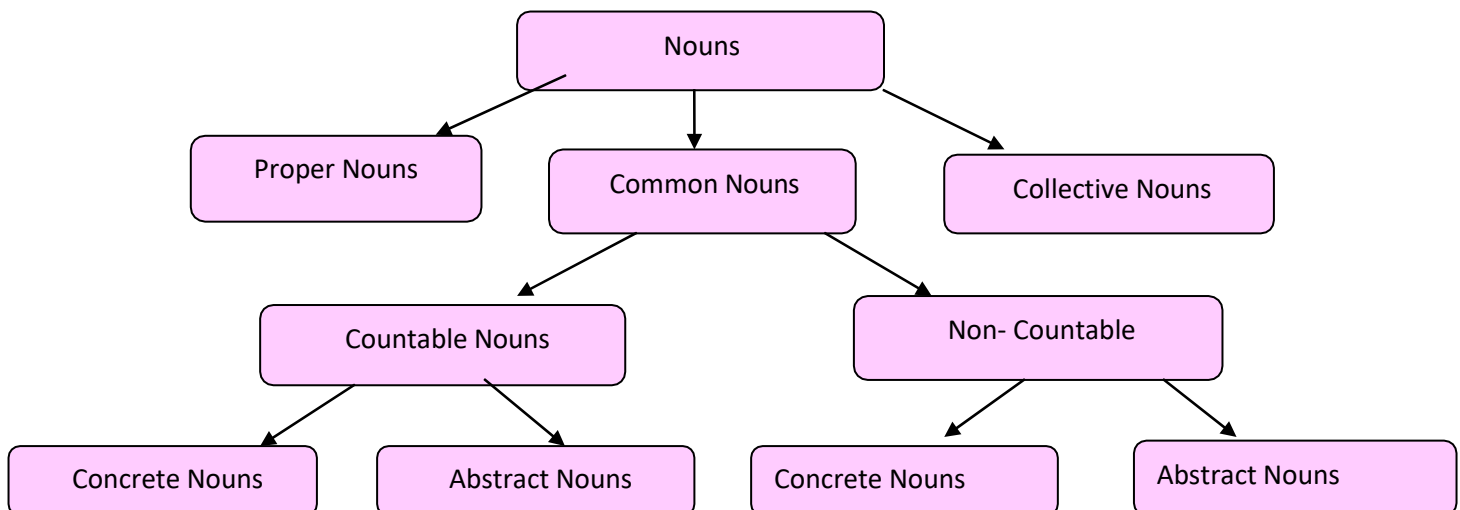 Nouns
Proper Nouns
Common Nouns
Collective Nouns
Countable Nouns
Non- Countable
Concrete Nouns
Abstract Nouns
Concrete Nouns
Abstract Nouns